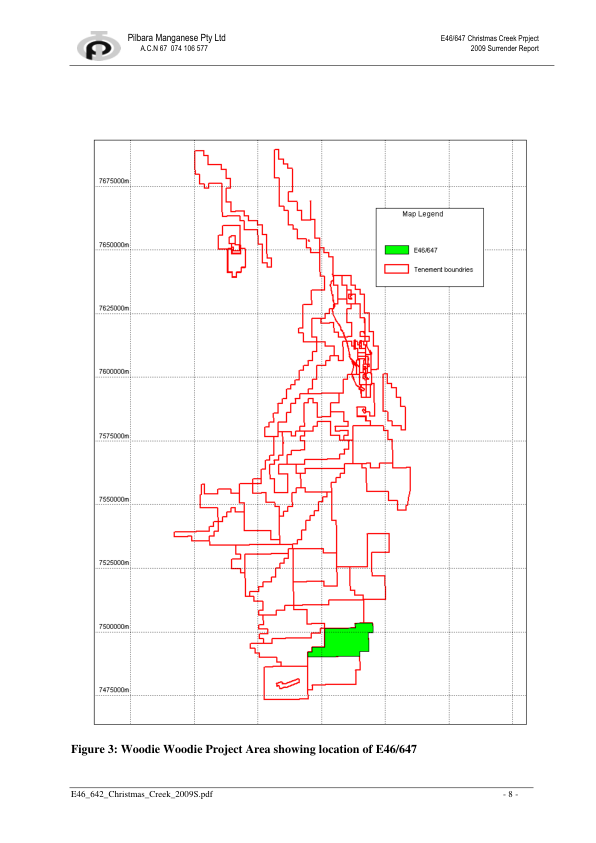 Pilbara Manganese Pty Ltd
A.C.N 67 074 106 577
E46/647 Christmas Creek Prpject
2009 Surrender Report
7675000m
Map Legend
7650000m
E46/647
Tenement boundries
7625000m
7600000m
7575000m
7550000m
7525000m
7500000m
7475000m
Figure 3: Woodie Woodie Project Area showing location of E46/647
E46_642_Christmas_Creek_2009S.pdf
- 8 -